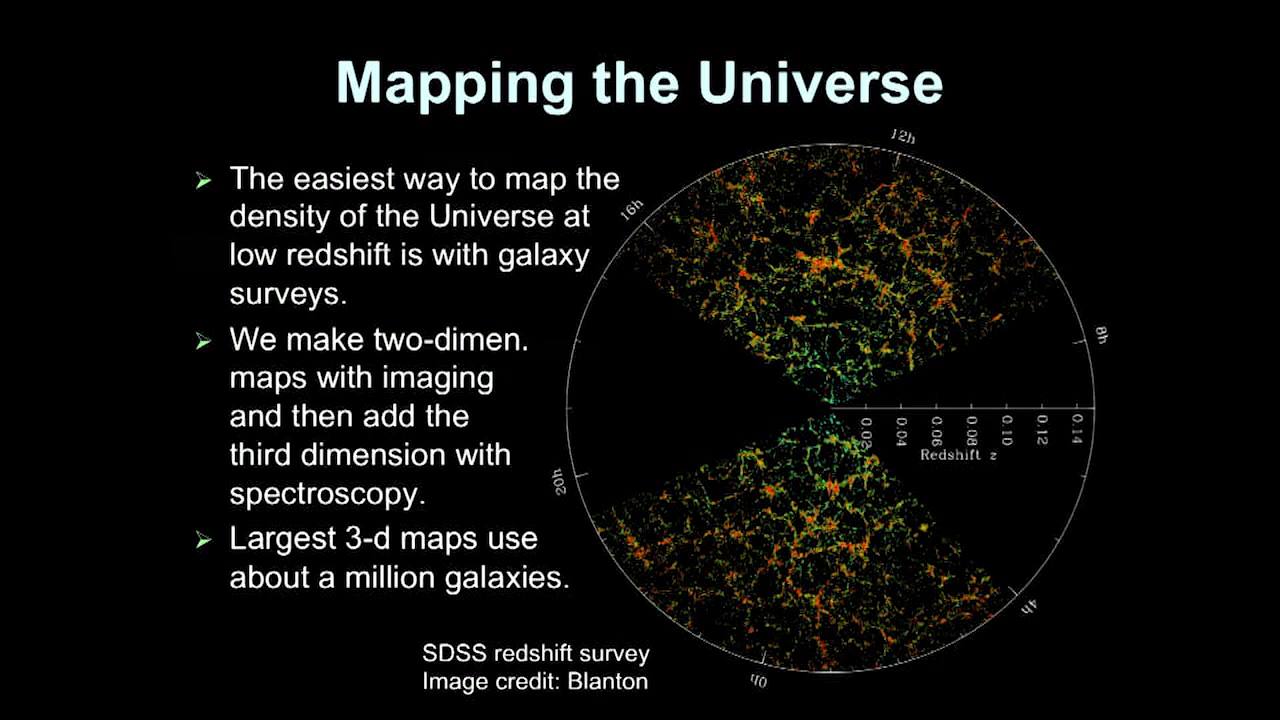 Mapping the Universe
➢ The easiest way to map the
density of the Universe at
low redshift is with galaxy
surveys.
➢ We make two-dimen.
maps with imaging
and then add the
third dimension with
spectroscopy.
➢ Largest 3-d maps use
about a million galaxies.
SDSS redshift survey
Image credit: Blanton
12h
16h
8h
0.02 0.04 0.06 0.08 0.10 0.12 0.14
Redshift z
20h
4h
0h